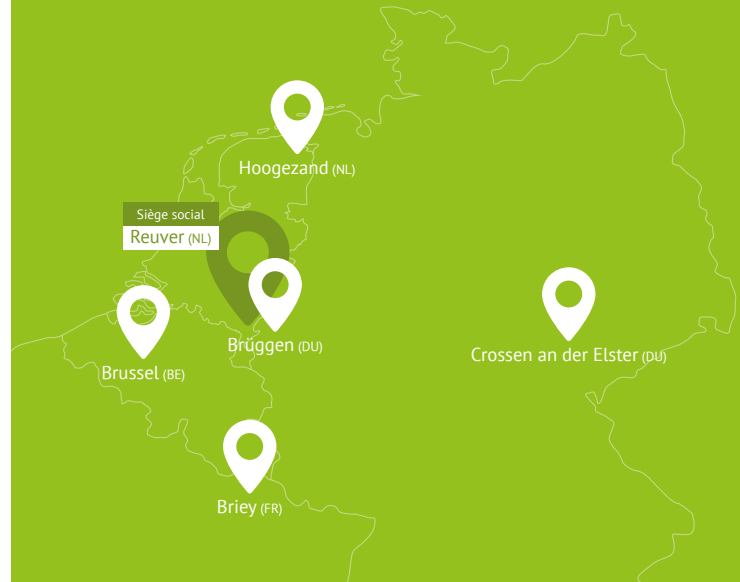 Hoogezand (NL)
Siège social
Reuver (NL)
Brüggen (DU)
Crossen an der Elster (DU)
Brussel (BE)
Briey (FR)